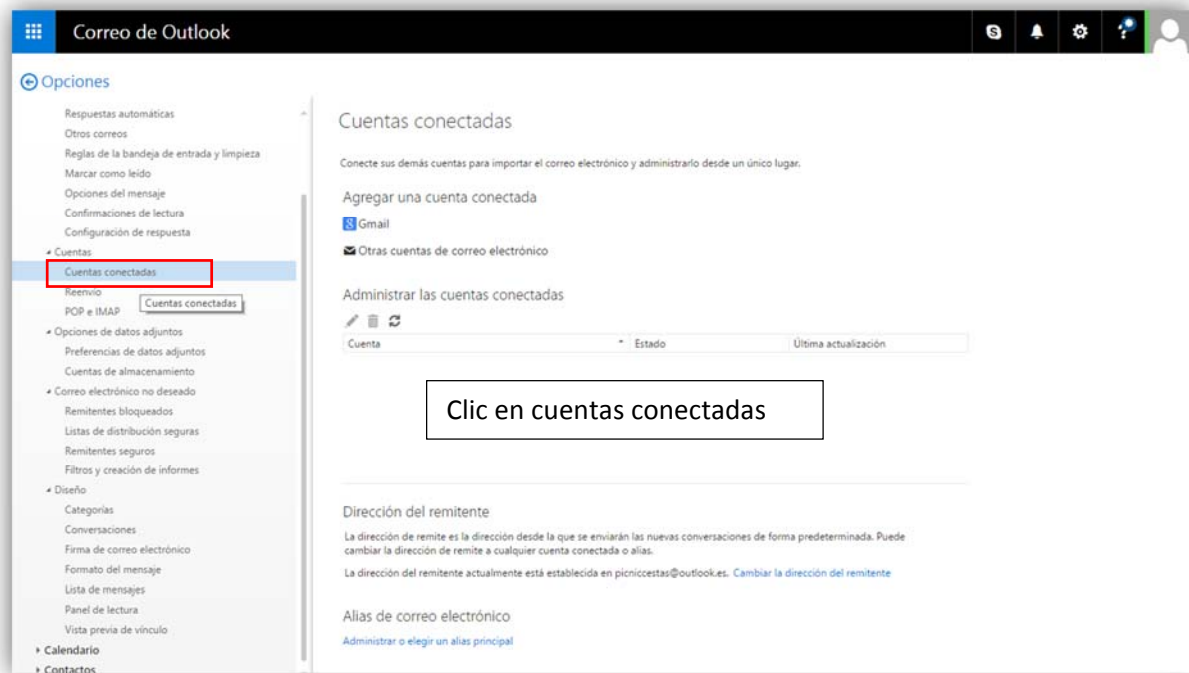 Correo de Outlook
Opciones
Respuestas automáticas
Otros correos
Reglas de la bandeja de entrada y limpieza
Marcar como leído
Opciones del mensaje
Confirmaciones de lectura
Configuración de respuesta
Cuentas
Cuentas conectadas
Reenvío
Cuentas conectadas
POP e IMAP
Opciones de datos adjuntos
Preferencias de datos adjuntos
Cuentas de almacenamiento
Correo electrónico no deseado
Remitentes bloqueados
Listas de distribución seguras
Remitentes seguros
Filtros y creación de informes
Diseño
Categorías
Conversaciones
Firma de correo electrónico
Formato del mensaje
Lista de mensajes
Panel de lectura
Vista previa de vínculo
Calendario
Contactos
Cuentas conectadas
Conecte sus demás cuentas para importar el correo electrónico y administrarlo desde un único lugar.
Agregar una cuenta conectada
Gmail
Otras cuentas de correo electrónico
Administrar las cuentas conectadas
Cuenta Estado Última actualización
Clic en cuentas conectadas
Dirección del remitente
La dirección de remite es la dirección desde la que se enviarán las nuevas conversaciones de forma predeterminada. Puede
cambiar la dirección de remite a cualquier cuenta conectada o alias.
La dirección del remitente actualmente está establecida en picniccestas@outlook.es. Cambiar la dirección del remitente
Alias de correo electrónico
Administrar o elegir un alias principal